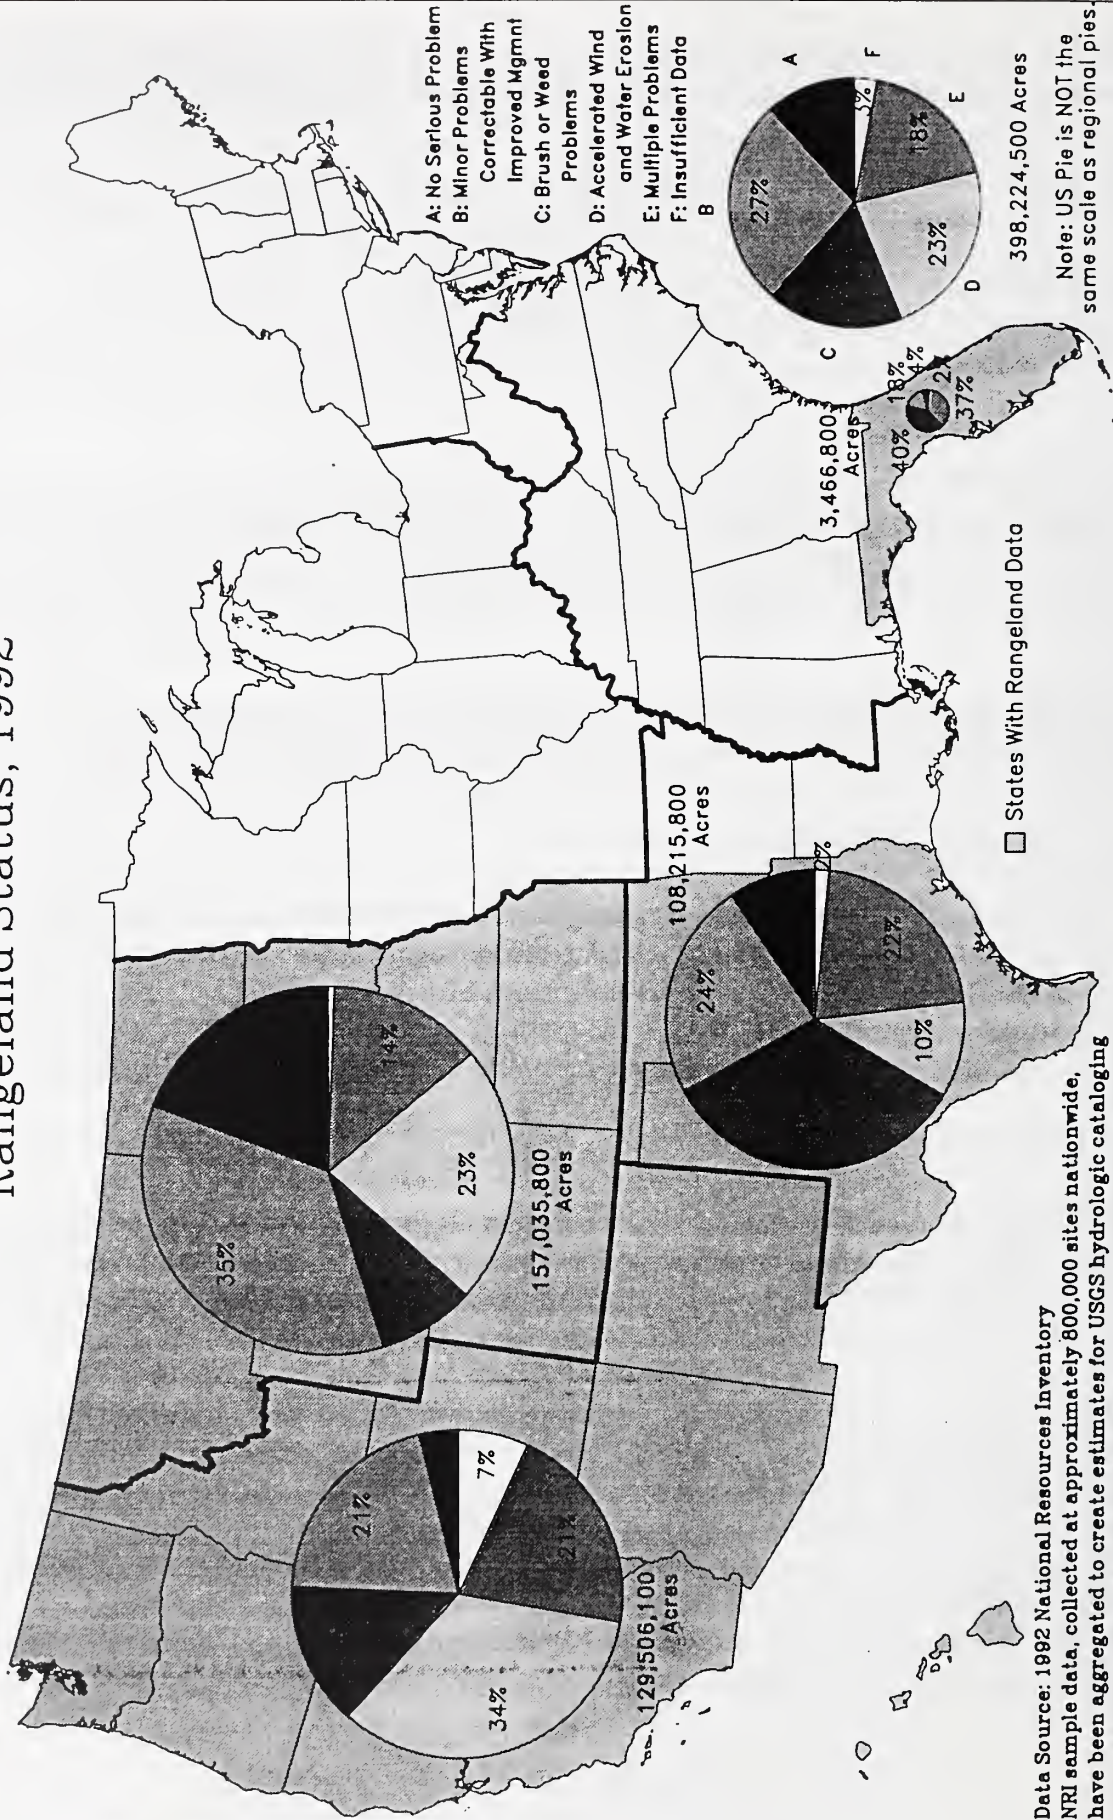 Rangeland Status, 1992
A: No Serious Problem
B: Minor Problems
Correctable With
Improved Mgmnt
C: Brush or Weed
Problems
D: Accelerated Wind
and Water Erosion
E: Multiple Problems
F: Insufficient Data
35%
14%
23%
157,035,800
Acres
21%
7%
21%
34%
129,506,100
Acres
108,215,800
Acres
24%
2%
22%
10%
3,466,800
Acres
18%
4%
2%
37%
40%
B
A
F
E
D
C
27%
3%
18%
23%
398,224,500 Acres
Note: US Pie is NOT the
same scale as regional pies.
States With Rangeland Data
Data Source: 1992 National Resources Inventory
NRI sample data, collected at approximately 800,000 sites nationwide,
have been aggregated to create estimates for USGS hydrologic cataloging